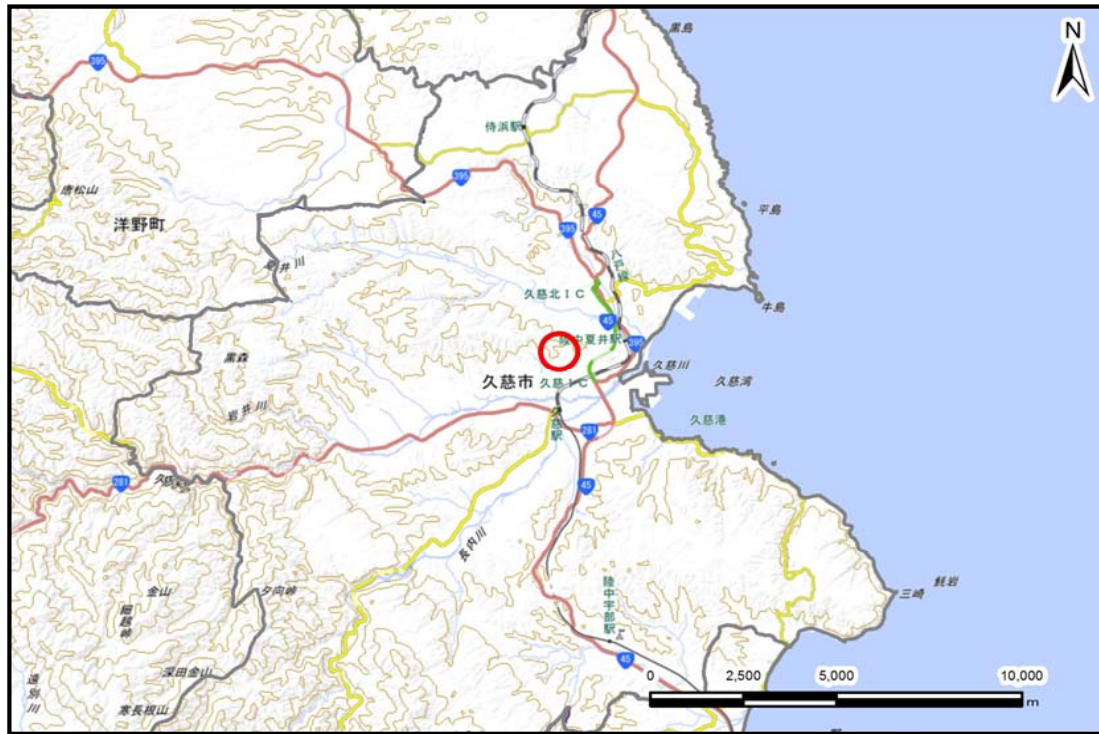 黒島
N
395
侍浜駅
395
唐松山
洋野町
平島
45
395
八戸線
夏井川
久慈北IC
牛島
45
陸中夏井駅
395
黒森
久慈市
久慈IC
久慈川
久慈湾
岩井川
久慈駅
久慈港
281
281
45
長内川
金山
夕向峠
細越峠
三崎
魹岩
陸中宇部駅
深田金山
45
遠別川
寒長根山
0
2,500
5,000
10,000
m